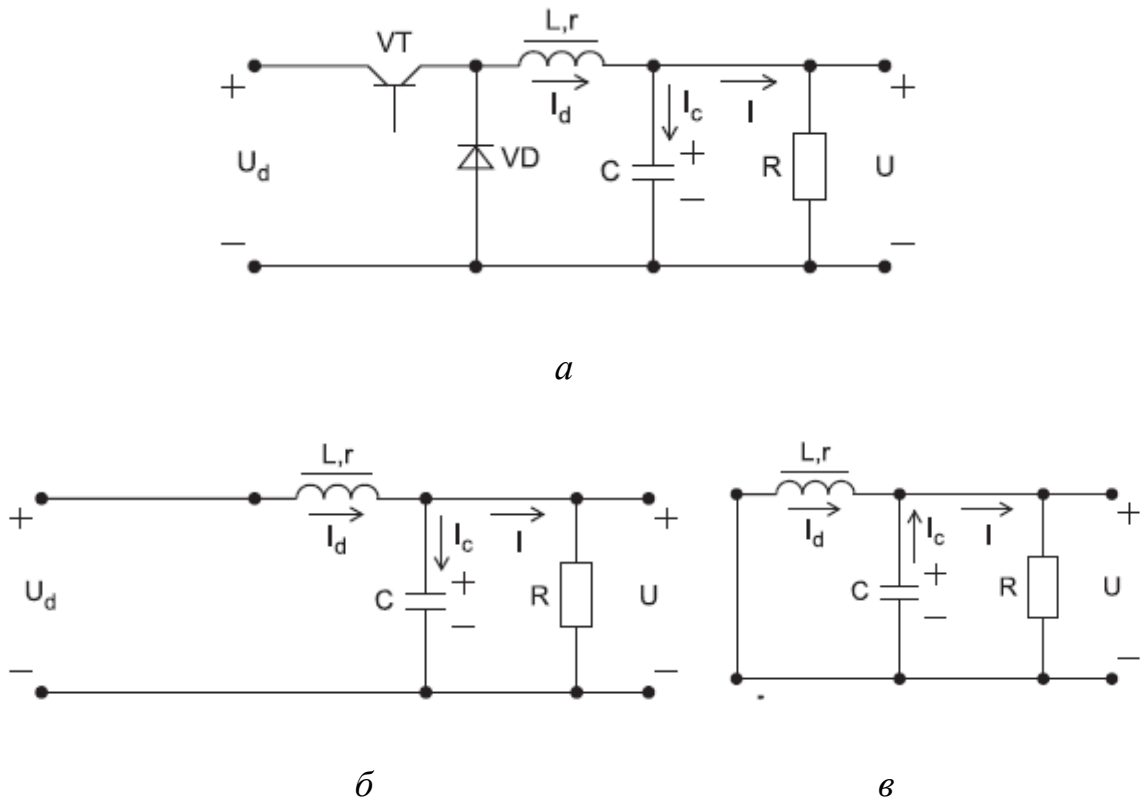 L,r
VT
I_d
I_c
I
+
+
U_d
VD
C
+
−
R
U
−
−
а
L,r
I_d
I_c
I
+
+
U_d
C
+
−
R
U
−
−
б
L,r
I_d
I_c
I
+
C
+
−
R
U
−
в